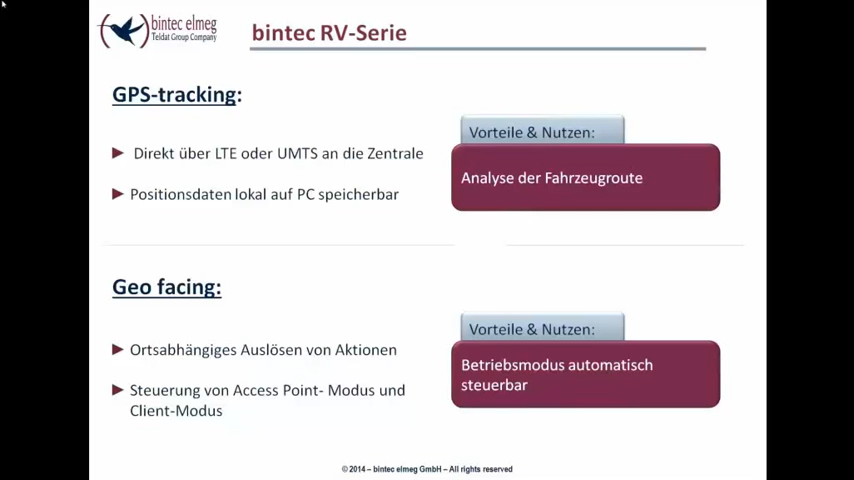 bintec elmeg
Teldat Group Company
bintec RV-Serie
GPS-tracking:
Direkt über LTE oder UMTS an die Zentrale
Positionsdaten lokal auf PC speicherbar
Vorteile & Nutzen:
Analyse der Fahrzeugroute
Geo facing:
Ortsabhängiges Auslösen von Aktionen
Steuerung von Access Point- Modus und
Client-Modus
Vorteile & Nutzen:
Betriebsmodus automatisch
steuerbar
© 2014 – bintec elmeg GmbH – All rights reserved